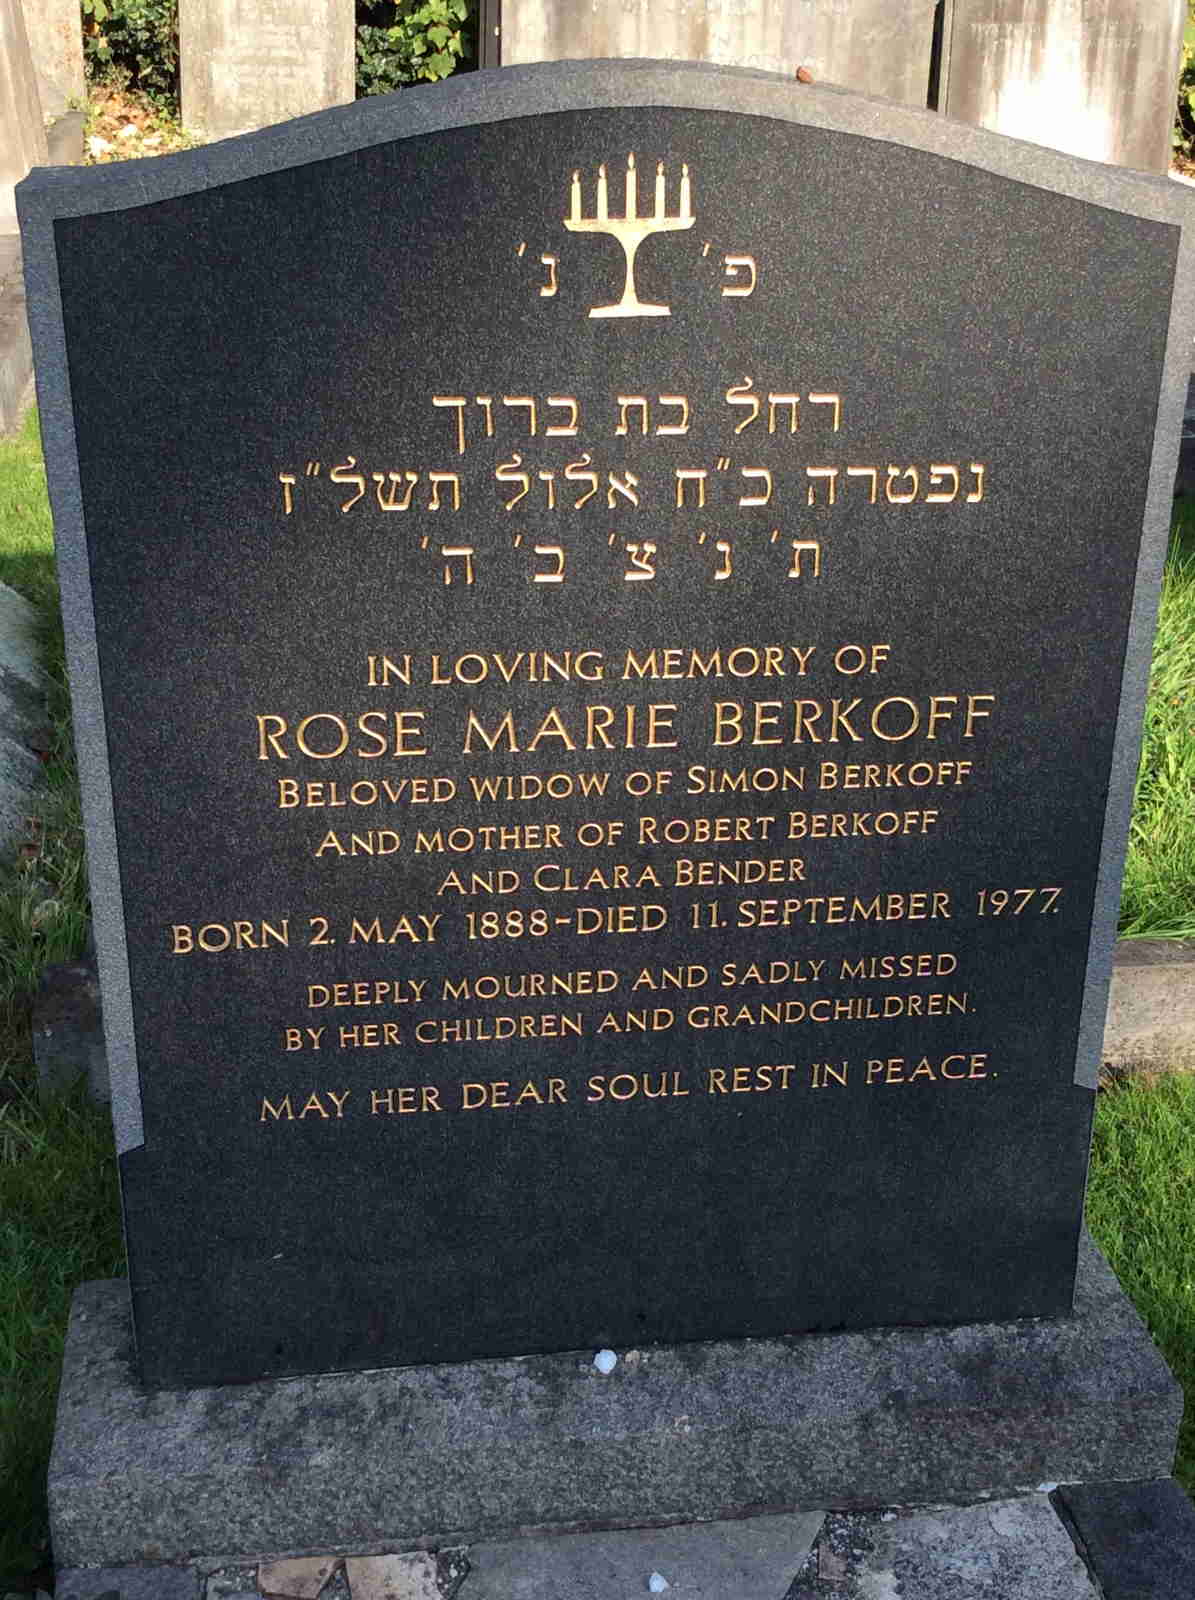 פ׳ נ׳
רחל בת ברוך
נפטרה כ״ח אלול תשל״ז
ת׳ נ׳ צ׳ ב׳ ה׳
IN LOVING MEMORY OF
ROSE MARIE BERKOFF
BELOVED WIDOW OF SIMON BERKOFF
AND MOTHER OF ROBERT BERKOFF
AND CLARA BENDER
BORN 2. MAY 1888-DIED 11. SEPTEMBER 1977.
DEEPLY MOURNED AND SADLY MISSED
BY HER CHILDREN AND GRANDCHILDREN.
MAY HER DEAR SOUL REST IN PEACE.